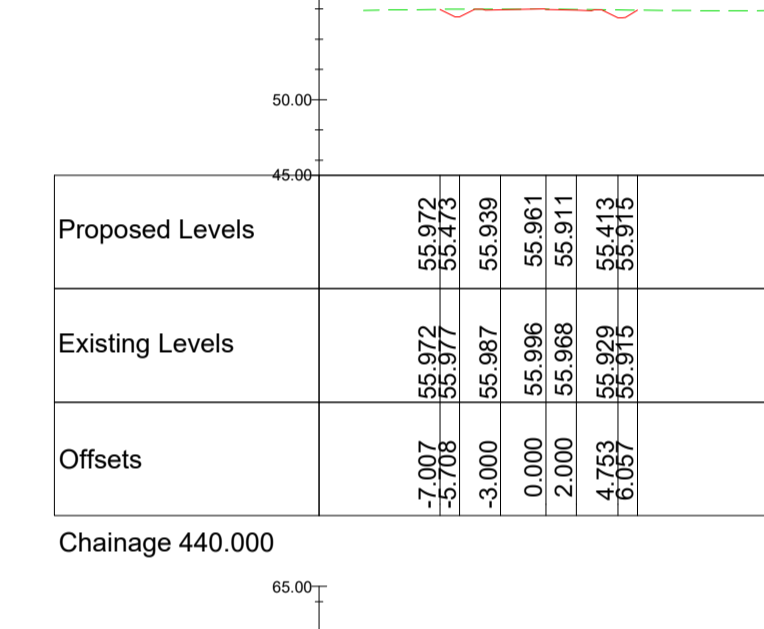 50.00
45.00
Proposed Levels 55.972 55.473 55.939 55.961 55.911 55.413 55.915
Existing Levels 55.972 55.977 55.987 55.996 55.968 55.929 55.915
Offsets -7.007 -5.708 -3.000 0.000 2.000 4.753 6.057
Chainage 440.000
65.00